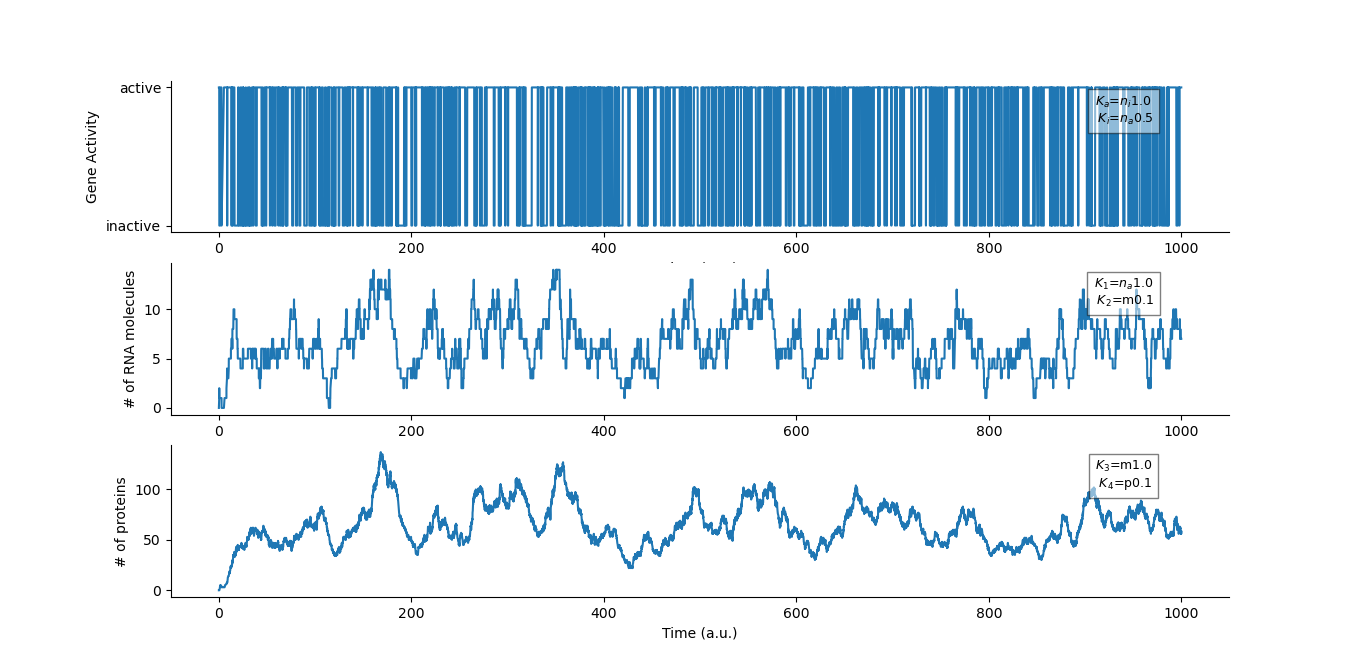 active
Gene Activity
inactive
K_a=n_i1.0
K_i=n_a0.5
0 200 400 600 800 1000
# of RNA molecules
10
5
0
K_1=n_a1.0
K_2=m0.1
0 200 400 600 800 1000
# of proteins
100
50
0
K_3=m1.0
K_4=p0.1
0 200 400 600 800 1000
Time (a.u.)